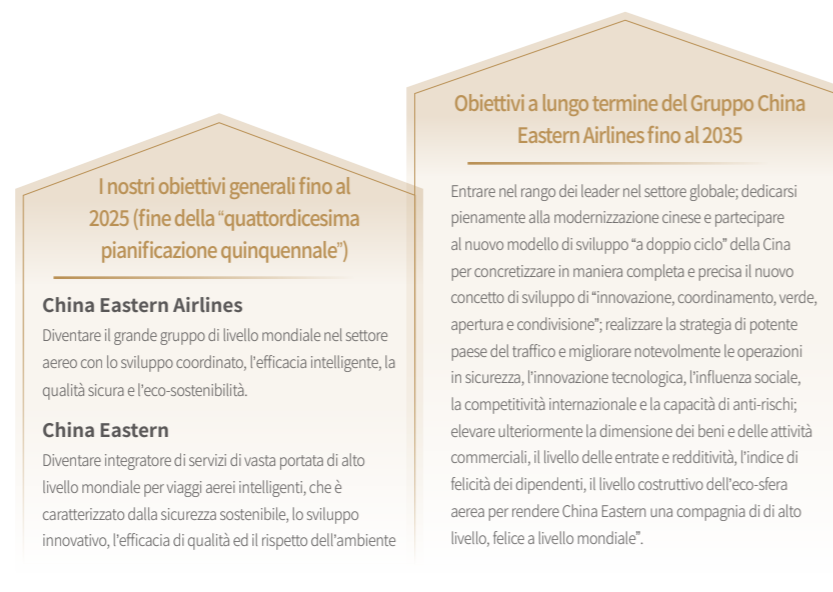 I nostri obiettivi generali fino al
2025 (fine della “quattordicesima
pianificazione quinquennale”)
China Eastern Airlines
Diventare il grande gruppo di livello mondiale nel settore
aereo con lo sviluppo coordinato, l'efficacia intelligente, la
qualità sicura e l'eco-sostenibilità.
China Eastern
Diventare integratore di servizi di vasta portata di alto
livello mondiale per viaggi aerei intelligenti, che è
caratterizzato dalla sicurezza sostenibile, lo sviluppo
innovativo, l'efficacia di qualità ed il rispetto dell'ambiente
Obiettivi a lungo termine del Gruppo China
Eastern Airlines fino al 2035
Entrare nel rango dei leader nel settore globale; dedicarsi
pienamente alla modernizzazione cinese e partecipare
al nuovo modello di sviluppo “a doppio ciclo” della Cina
per concretizzare in maniera completa e precisa il nuovo
concetto di sviluppo di “innovazione, coordinamento, verde,
apertura e condivisione”; realizzare la strategia di potente
paese del traffico e migliorare notevolmente le operazioni
in sicurezza, l'innovazione tecnologica, l'influenza sociale,
la competitività internazionale e la capacità di anti-rischi;
elevare ulteriormente la dimensione dei beni e delle attività
commerciali, il livello delle entrate e redditività, l'indice di
felicità dei dipendenti, il livello costruttivo dell'eco-sfera
aerea per rendere China Eastern una compagnia di di alto
livello, felice a livello mondiale”.